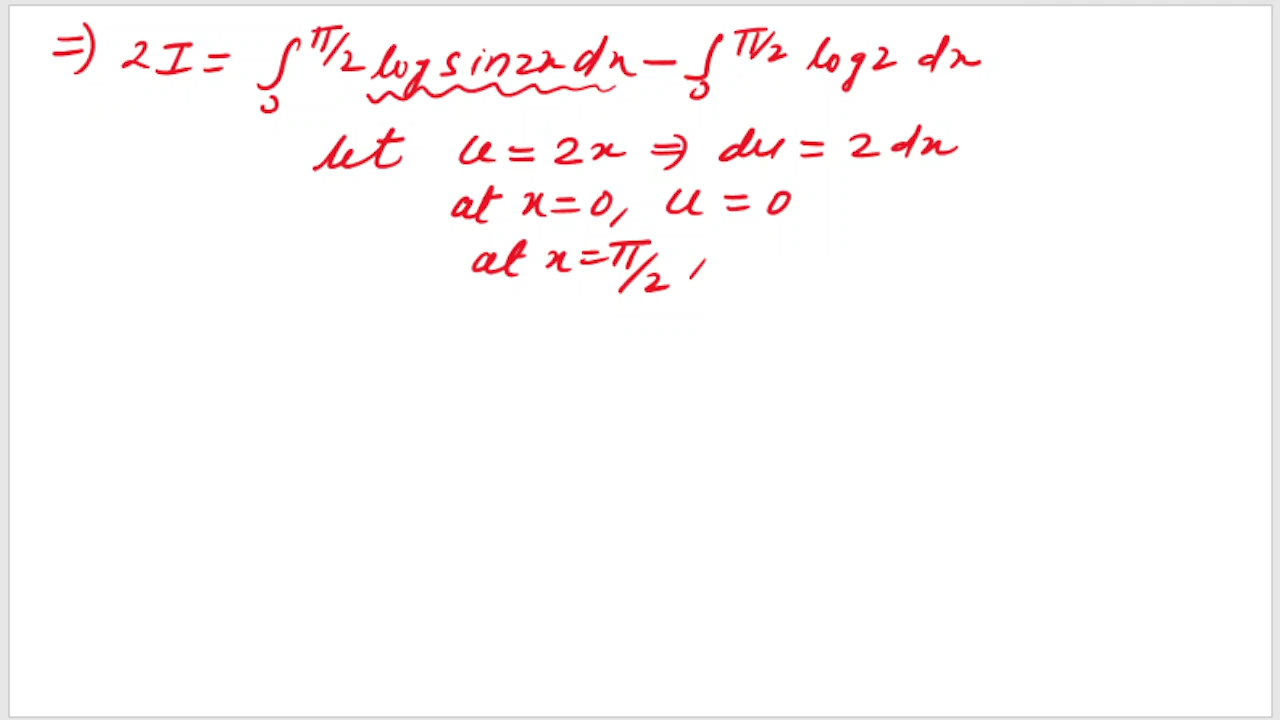 ⇒) 2I = ∫₀^π/2 log sin2x dx − ∫₀^π/2 log2 dx
let u = 2x ⇒ du = 2dx
at x=0, u = 0
at x=π/2,